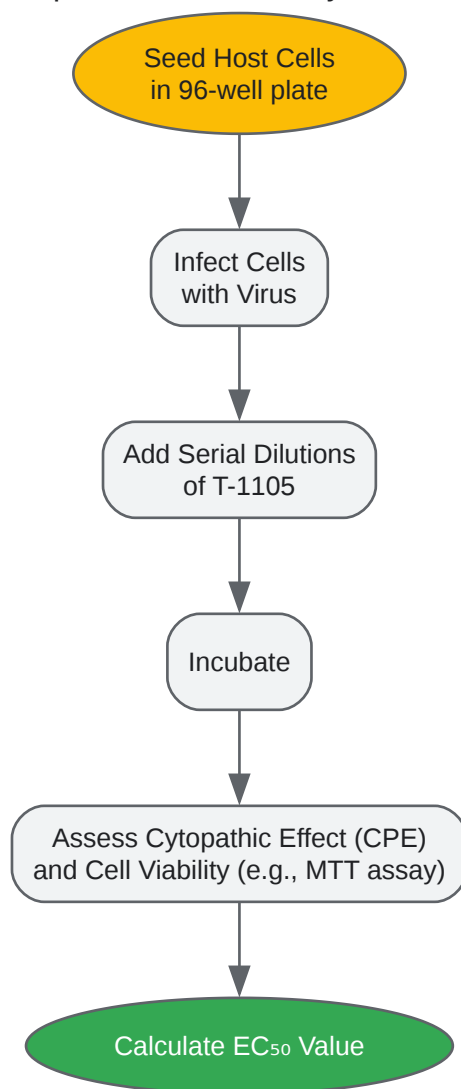 Seed Host Cells
in 96-well plate
Infect Cells
with Virus
Add Serial Dilutions
of T-1105
Incubate
Assess Cytopathic Effect (CPE)
and Cell Viability (e.g., MTT assay)
Calculate EC₅₀ Value